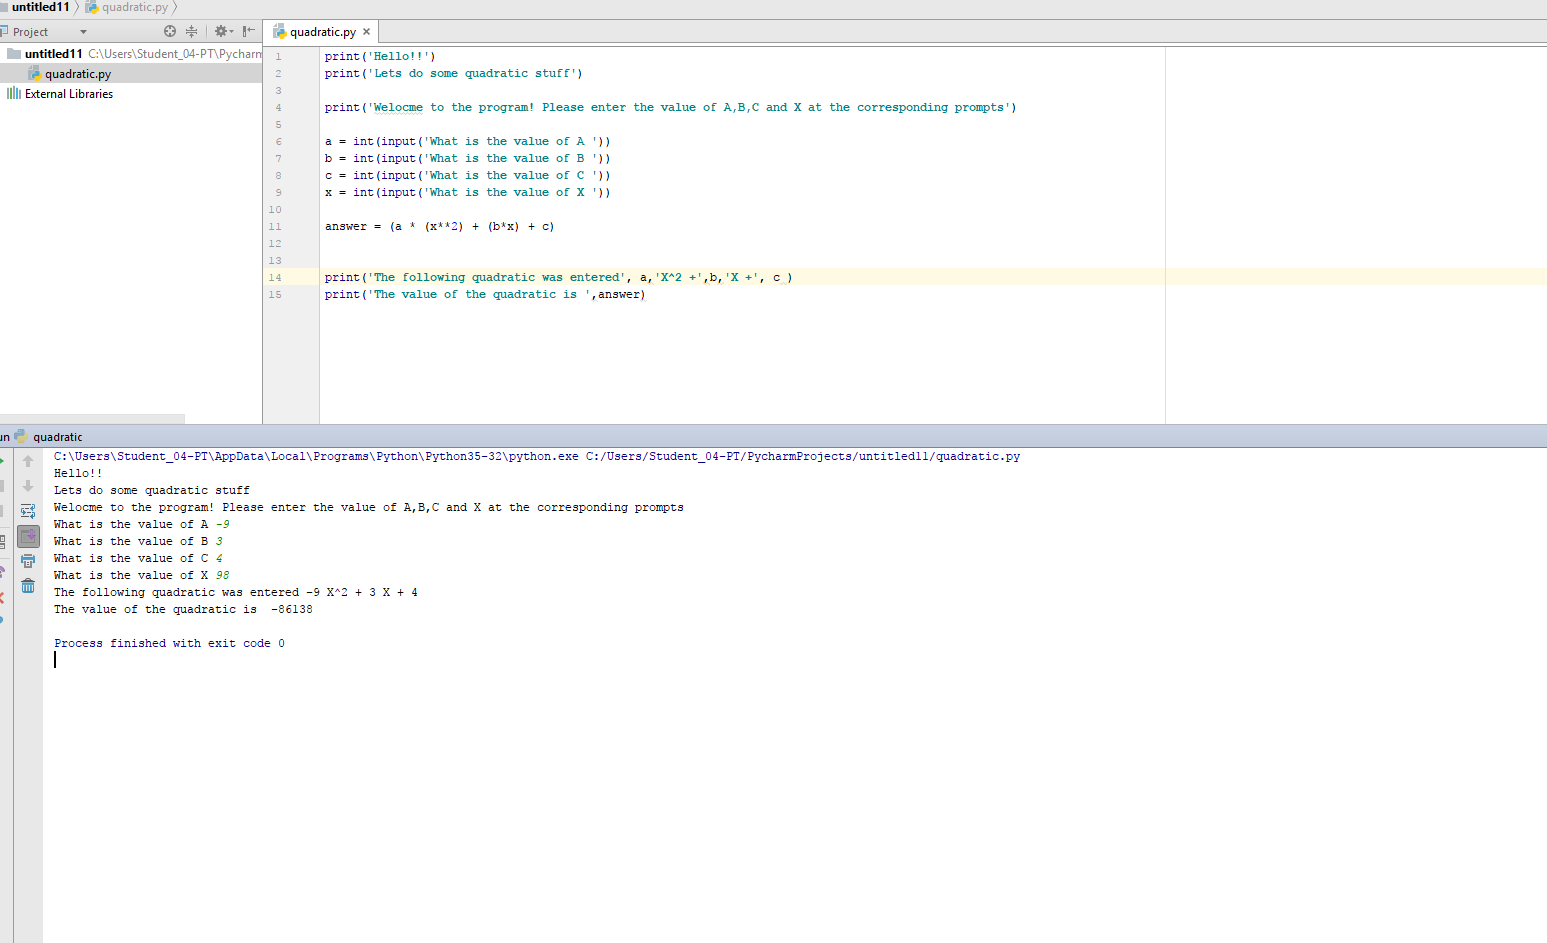 untitled11 quadratic.py
Project quadratic.py
untitled11 C:\Users\Student_04-PT\Pycharm
quadratic.py
External Libraries
1 print('Hello!!')
2 print('Lets do some quadratic stuff')
3
4 print('Welocme to the program! Please enter the value of A,B,C and X at the corresponding prompts')
5
6 a = int(input('What is the value of A '))
7 b = int(input('What is the value of B '))
8 c = int(input('What is the value of C '))
9 x = int(input('What is the value of X '))
10
11 answer = (a * (x**2) + (b*x) + c)
12
13
14 print('The following quadratic was entered', a,'X^2 +',b,'X +', c )
15 print('The value of the quadratic is ',answer)
un quadratic
C:\Users\Student_04-PT\AppData\Local\Programs\Python\Python35-32\python.exe C:/Users/Student_04-PT/PycharmProjects/untitled11/quadratic.py
Hello!!
Lets do some quadratic stuff
Welocme to the program! Please enter the value of A,B,C and X at the corresponding prompts
What is the value of A -9
What is the value of B 3
What is the value of C 4
What is the value of X 98
The following quadratic was entered -9 X^2 + 3 X + 4
The value of the quadratic is  -86138
Process finished with exit code 0